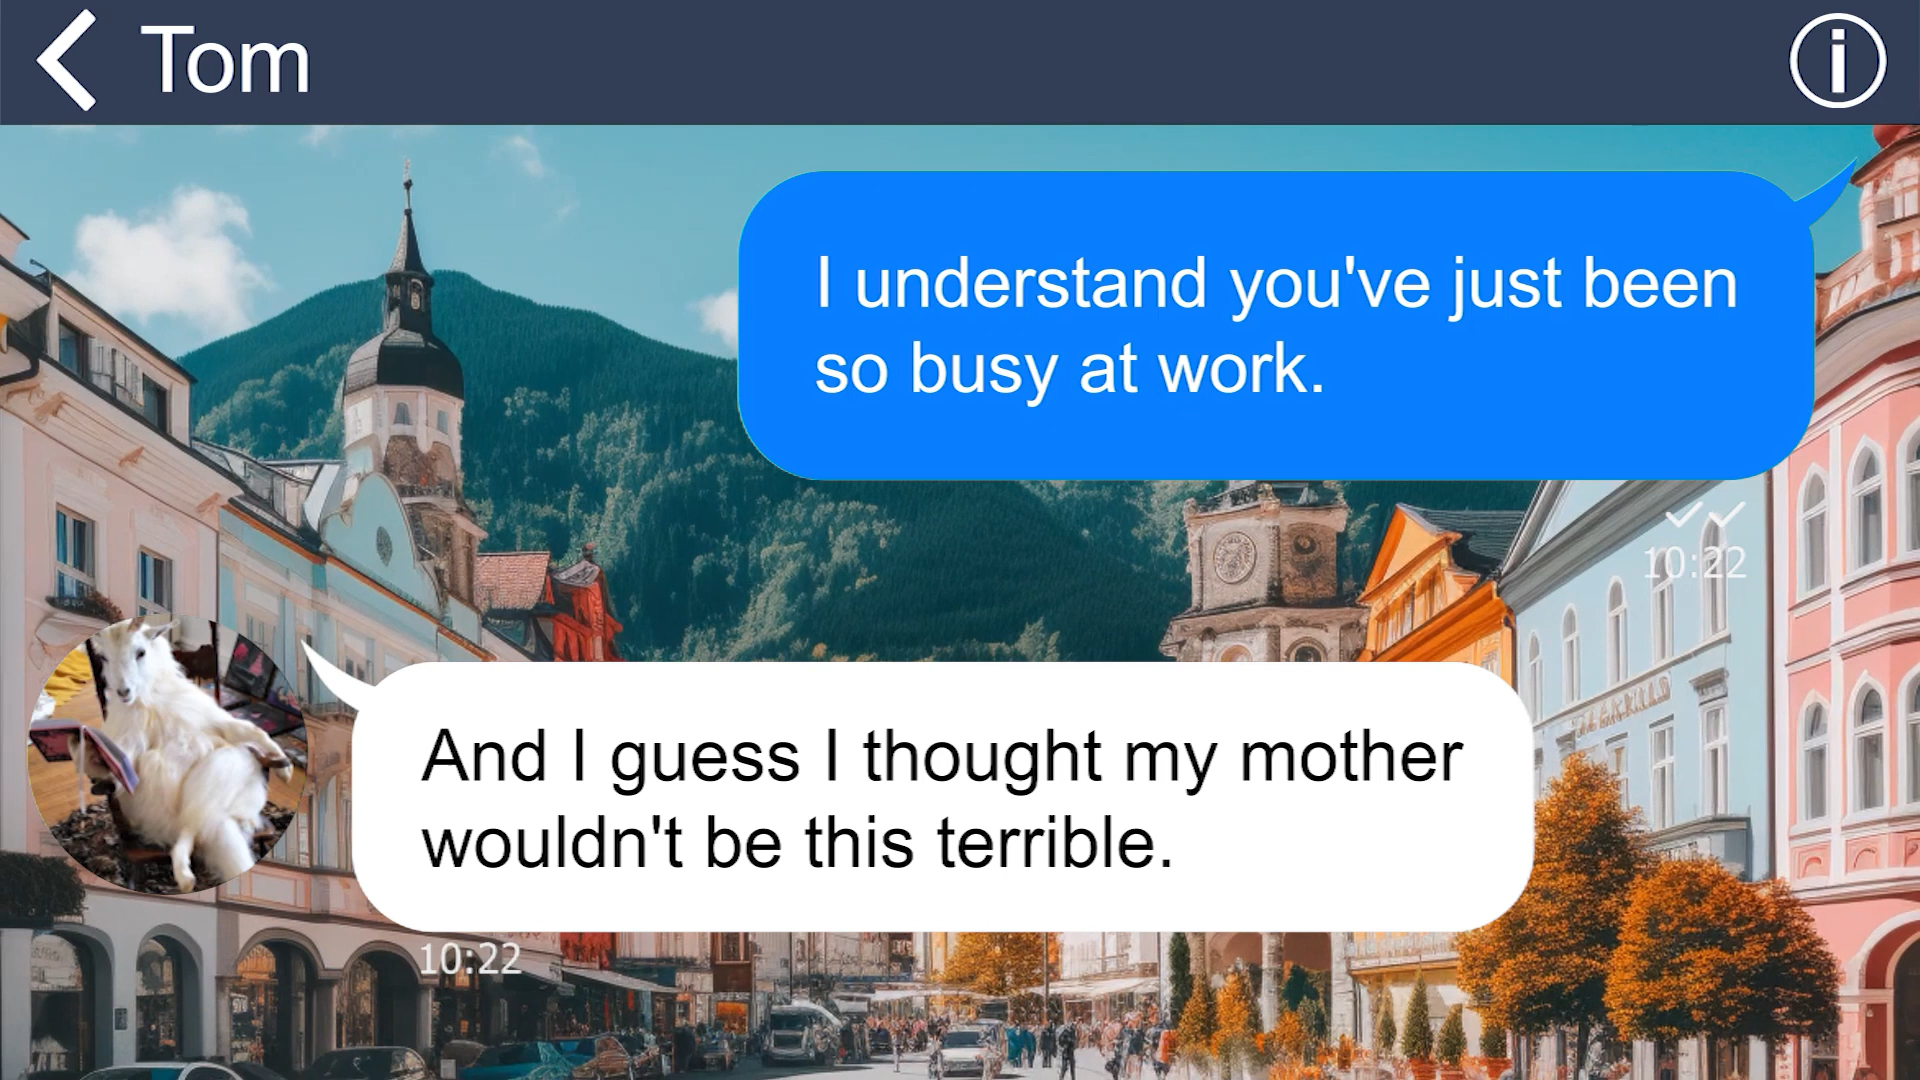 Tom
I understand you've just been
so busy at work.
10:22
And I guess I thought my mother
wouldn't be this terrible.
10:22